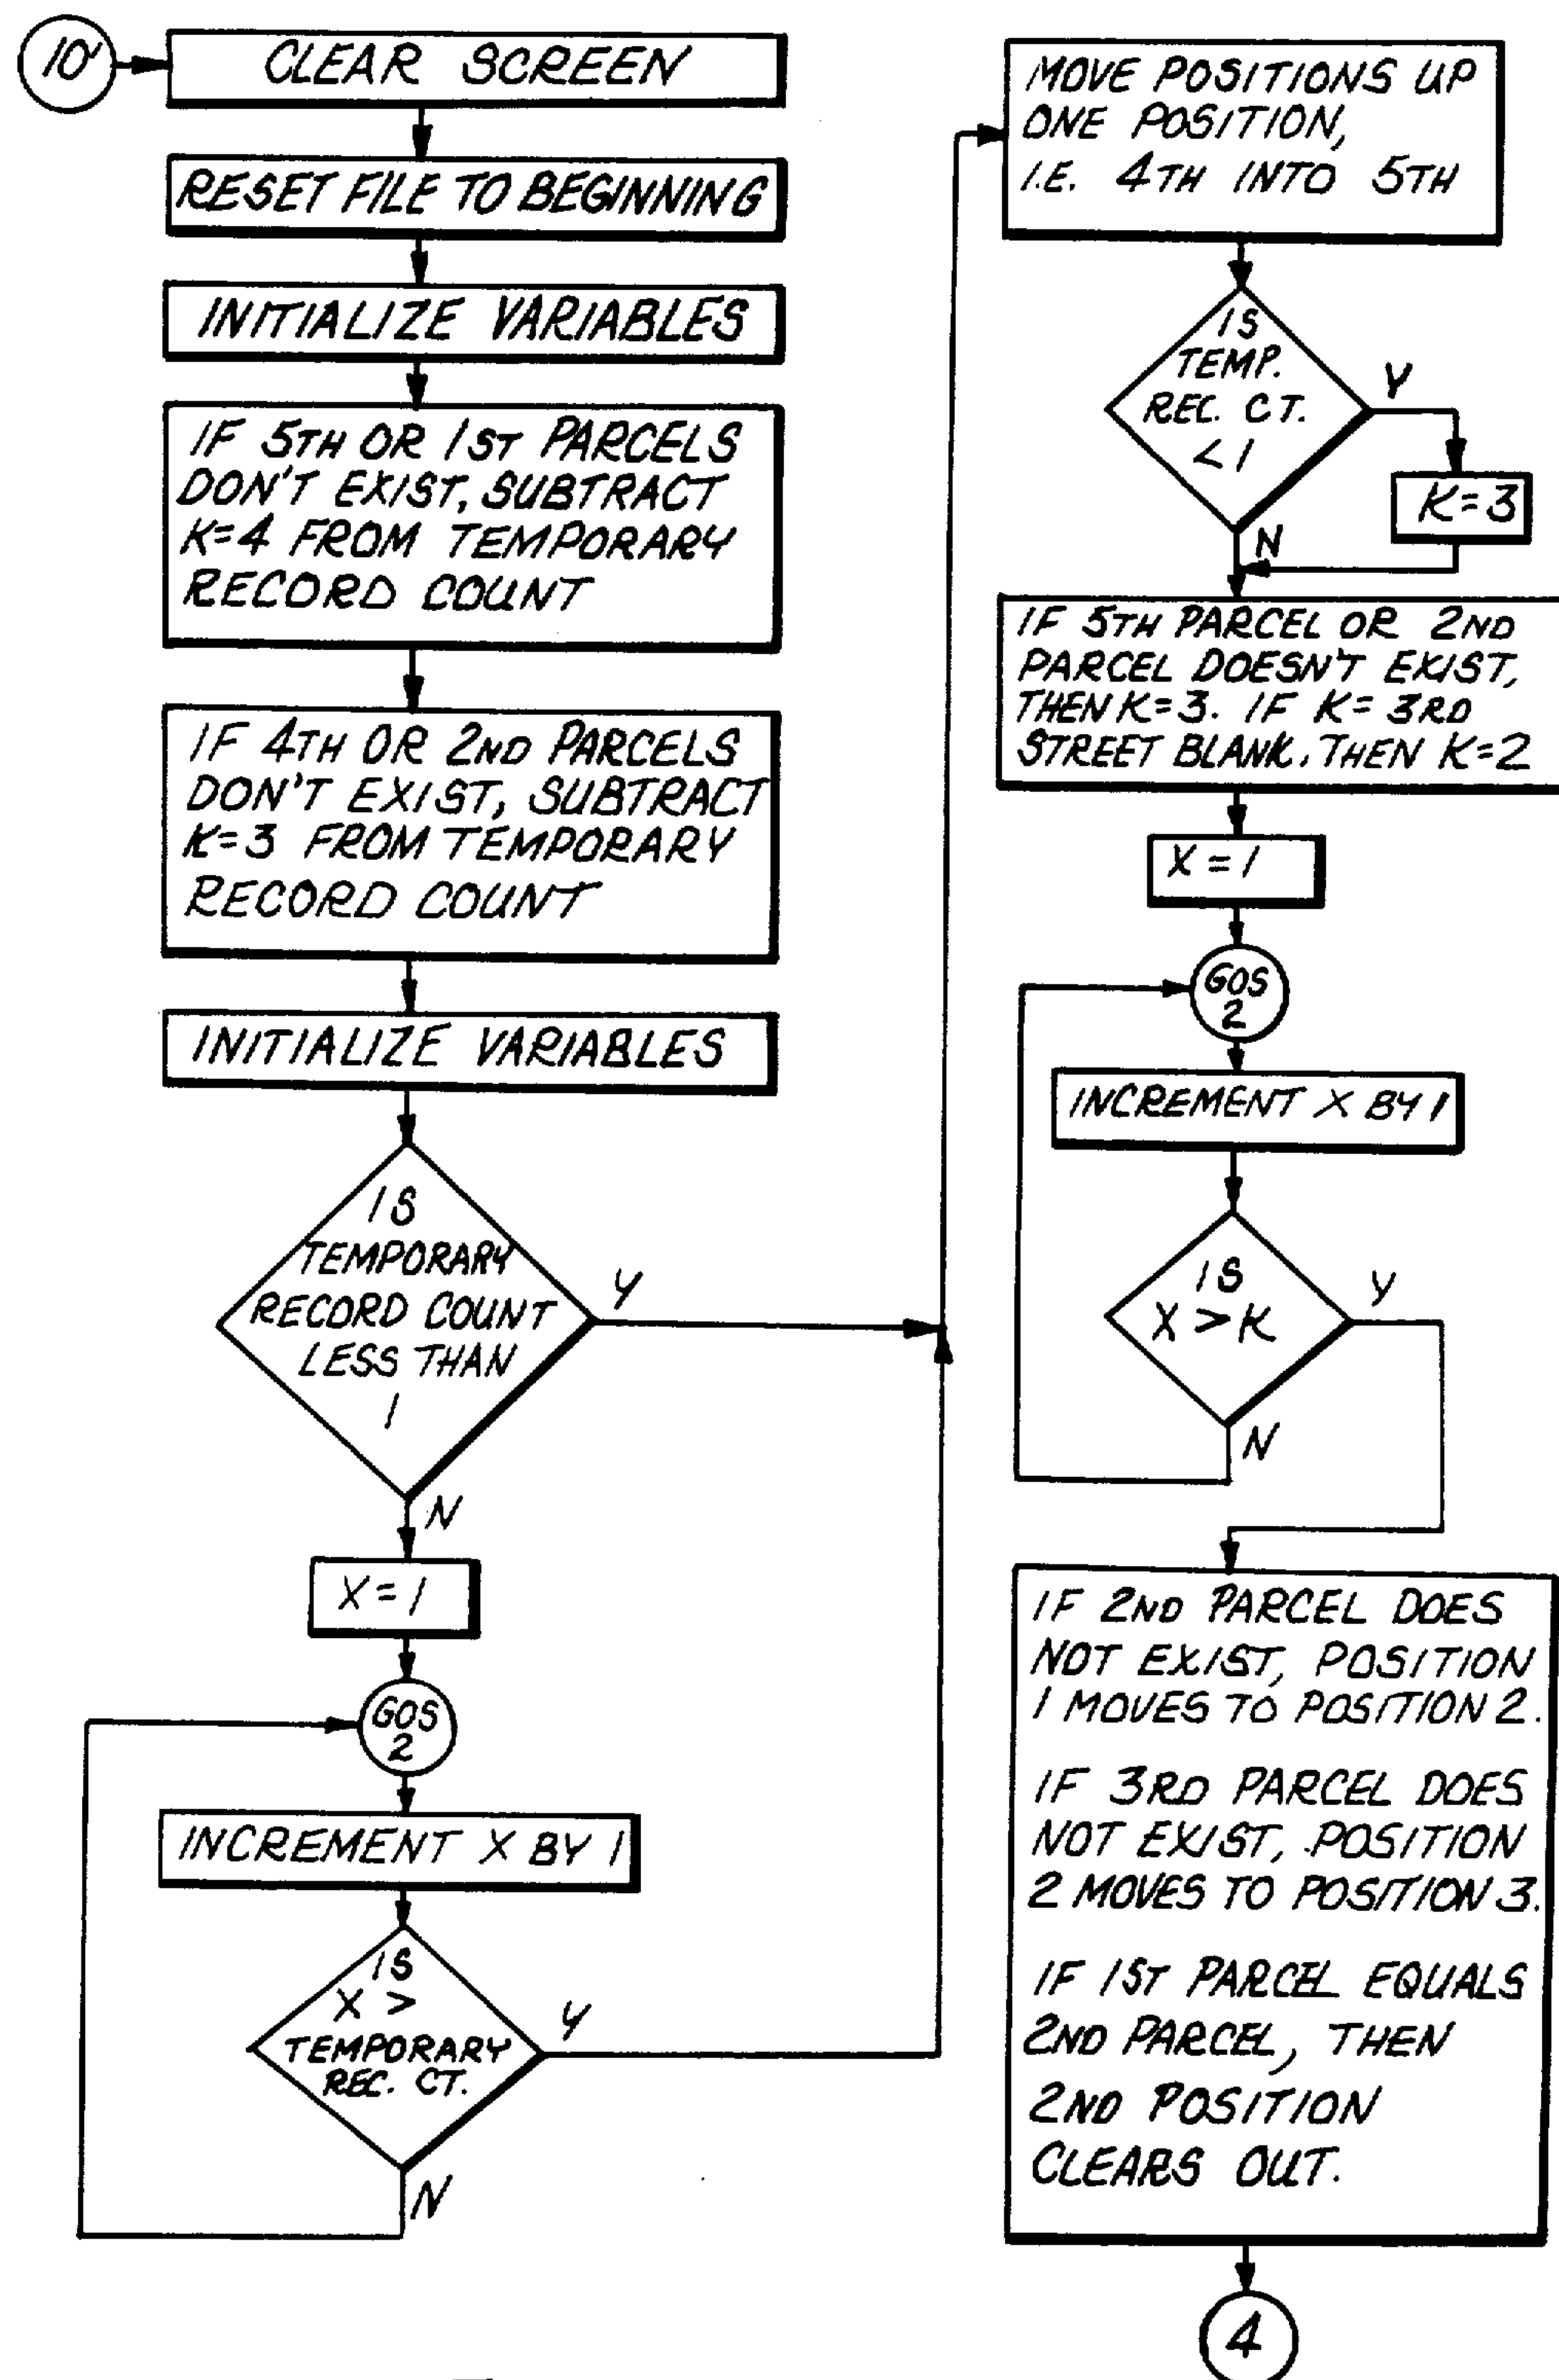 10
CLEAR SCREEN
RESET FILE TO BEGINNING
INITIALIZE VARIABLES
IF 5TH OR 1ST PARCELS
DON'T EXIST, SUBTRACT
K=4 FROM TEMPORARY
RECORD COUNT
IF 4TH OR 2ND PARCELS
DON'T EXIST, SUBTRACT
K=3 FROM TEMPORARY
RECORD COUNT
INITIALIZE VARIABLES
IS
TEMPORARY
RECORD COUNT
LESS THAN
1
Y
N
X=1
GOS
2
INCREMENT X BY 1
IS
X >
TEMPORARY
REC. CT.
Y
N
MOVE POSITIONS UP
ONE POSITION,
I.E. 4TH INTO 5TH
IS
TEMP.
REC. CT.
< 1
Y
K=3
N
IF 5TH PARCEL OR 2ND
PARCEL DOESN'T EXIST,
THEN K=3. IF K=3RD
STREET BLANK. THEN K=2
X=1
GOS
2
INCREMENT X BY 1
IS
X > K
Y
N
IF 2ND PARCEL DOES
NOT EXIST, POSITION
1 MOVES TO POSITION 2.
IF 3RD PARCEL DOES
NOT EXIST, POSITION
2 MOVES TO POSITION 3.
IF 1ST PARCEL EQUALS
2ND PARCEL, THEN
2ND POSITION
CLEARS OUT.
4